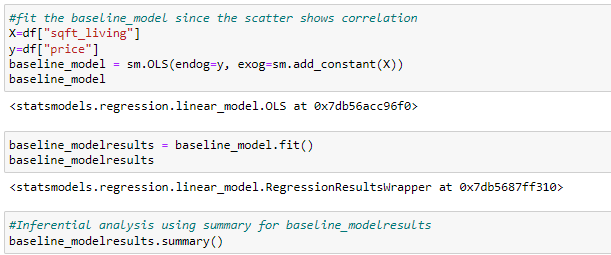 #fit the baseline_model since the scatter shows correlation
X=df["sqft_living"]
y=df["price"]
baseline_model = sm.OLS(endog=y, exog=sm.add_constant(X))
baseline_model
<statsmodels.regression.linear_model.OLS at 0x7db56acc96f0>
baseline_modelresults = baseline_model.fit()
baseline_modelresults
<statsmodels.regression.linear_model.RegressionResultsWrapper at 0x7db5687ff310>
#Inferential analysis using summary for baseline_modelresults
baseline_modelresults.summary()